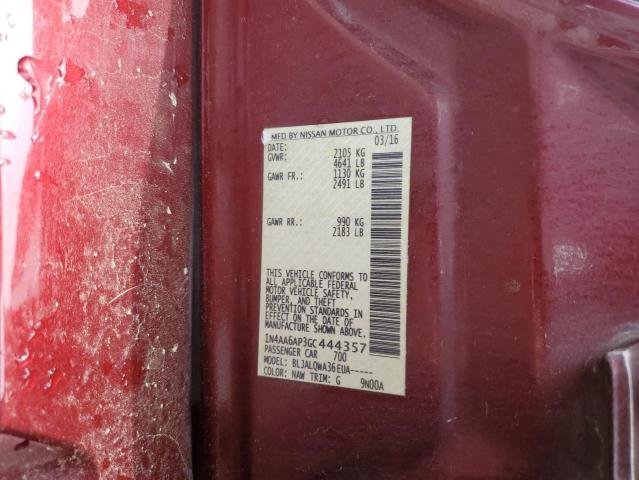 MFD BY NISSAN MOTOR CO., LTD.
DATE: 03/16
GVWR: 2105 KG
4641 LB
GAWR FR.: 1130 KG
2491 LB
GAWR RR.: 990 KG
2183 LB
THIS VEHICLE CONFORMS TO
ALL APPLICABLE FEDERAL
MOTOR VEHICLE SAFETY,
BUMPER, AND THEFT
PREVENTION STANDARDS IN
EFFECT ON THE DATE OF
MANUFACTURE SHOWN ABOVE.
1N4AA6AP3GC444357
PASSENGER CAR 700
MODEL: BLJALQWA36EUA-----
COLOR: NAW TRIM: G 9N00A